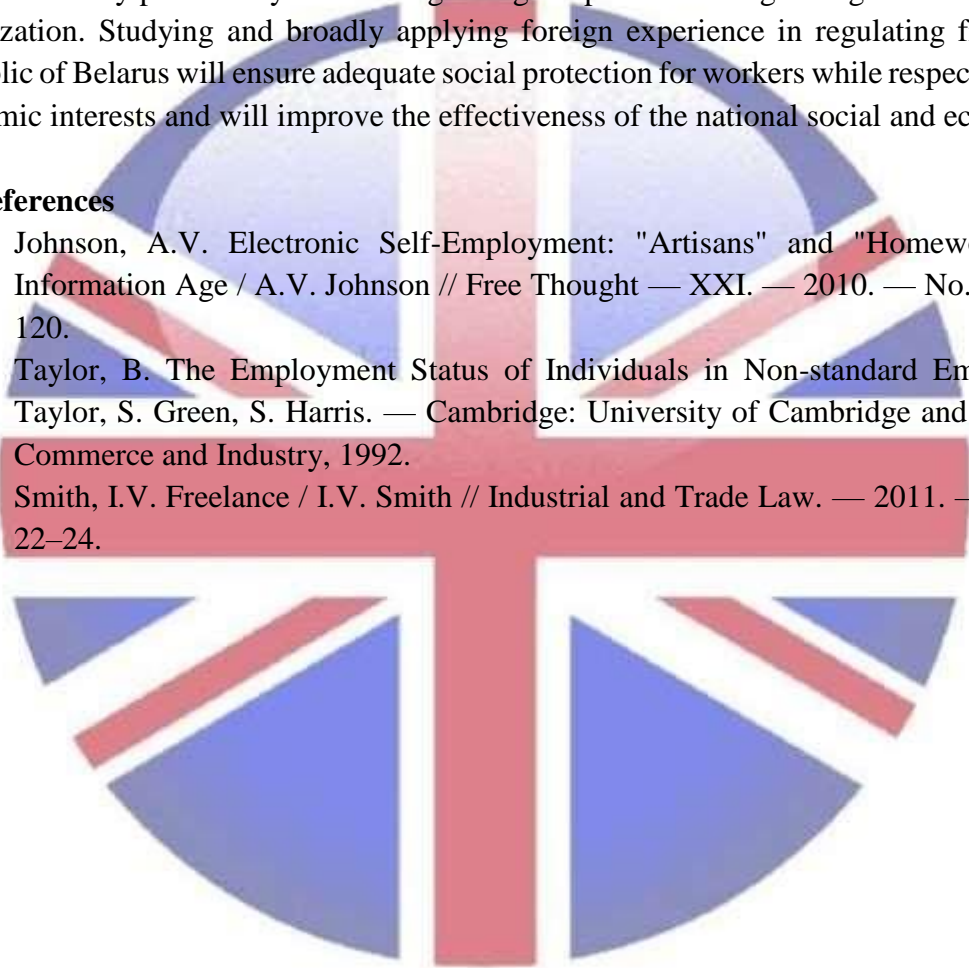 zation. Studying and broadly applying foreign experience in regulating
lic of Belarus will ensure adequate social protection for workers while respec
mic interests and will improve the effectiveness of the national social and ec
eferences
Johnson, A.V. Electronic Self-Employment: "Artisans" and "Homew
Information Age / A.V. Johnson // Free Thought — XXI. — 2010. — No.
120.
Taylor, B. The Employment Status of Individuals in Non-standard Em
Taylor, S. Green, S. Harris. — Cambridge: University of Cambridge and
Commerce and Industry, 1992.
Smith, I.V. Freelance / I.V. Smith // Industrial and Trade Law. — 2011. —
22–24.